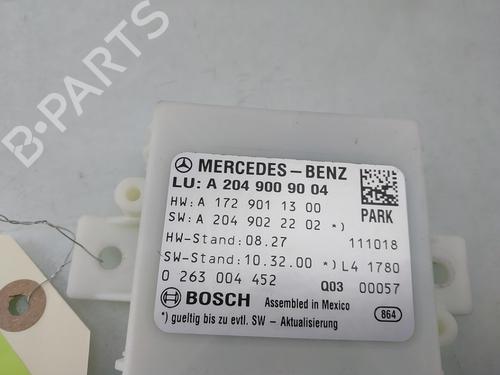 B-PARTS
MERCEDES-BENZ
LU: A 204 900 90 04
HW: A 172 901 13 00
SW: A 204 902 22 02 *)
PARK
HW-Stand: 08.27 111018
SW-Stand: 10.32.00 *) L4 1780
0 263 004 452 Q03 00057
BOSCH Assembled in Mexico
*) gueltig bis zu evtl. SW - Aktualisierung 864